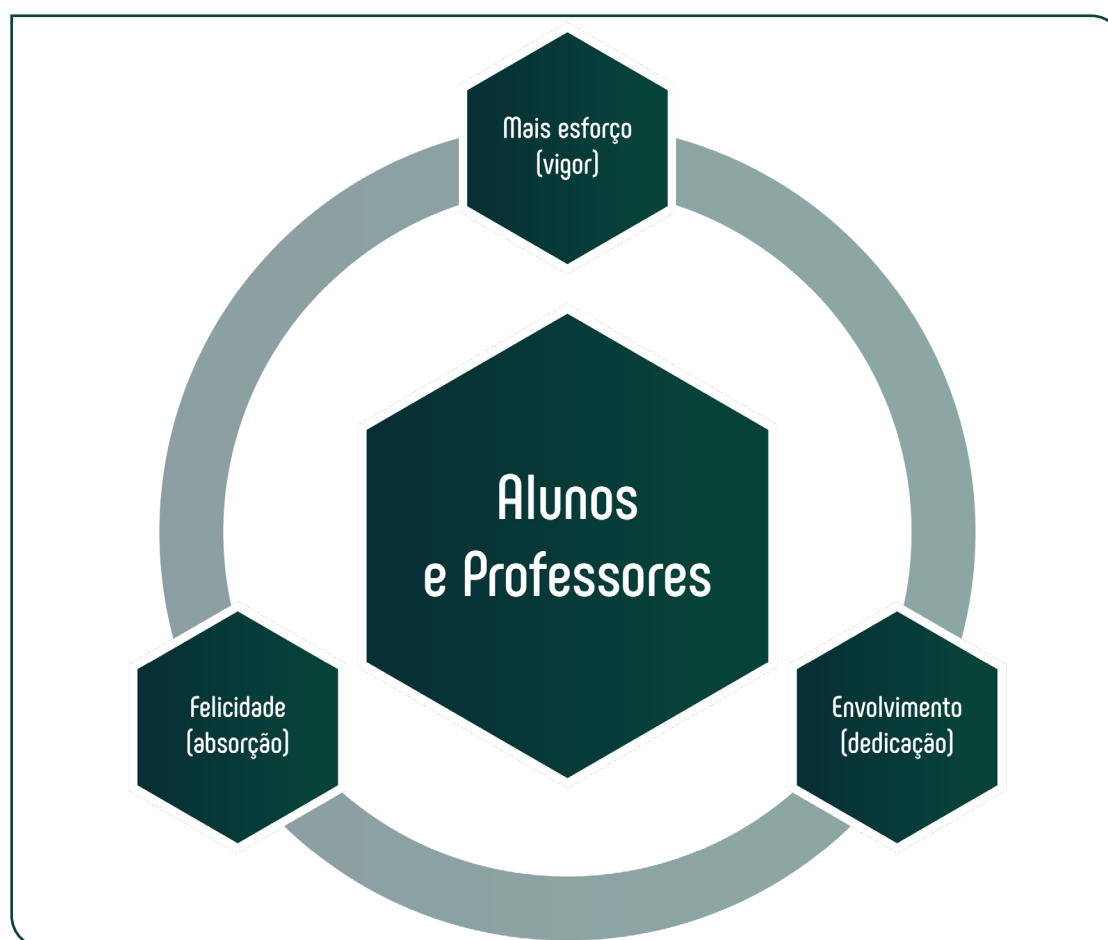 Mais esforço
(vigor)
Alunos
e Professores
Felicidade
(absorção)
Envolvimento
(dedicação)